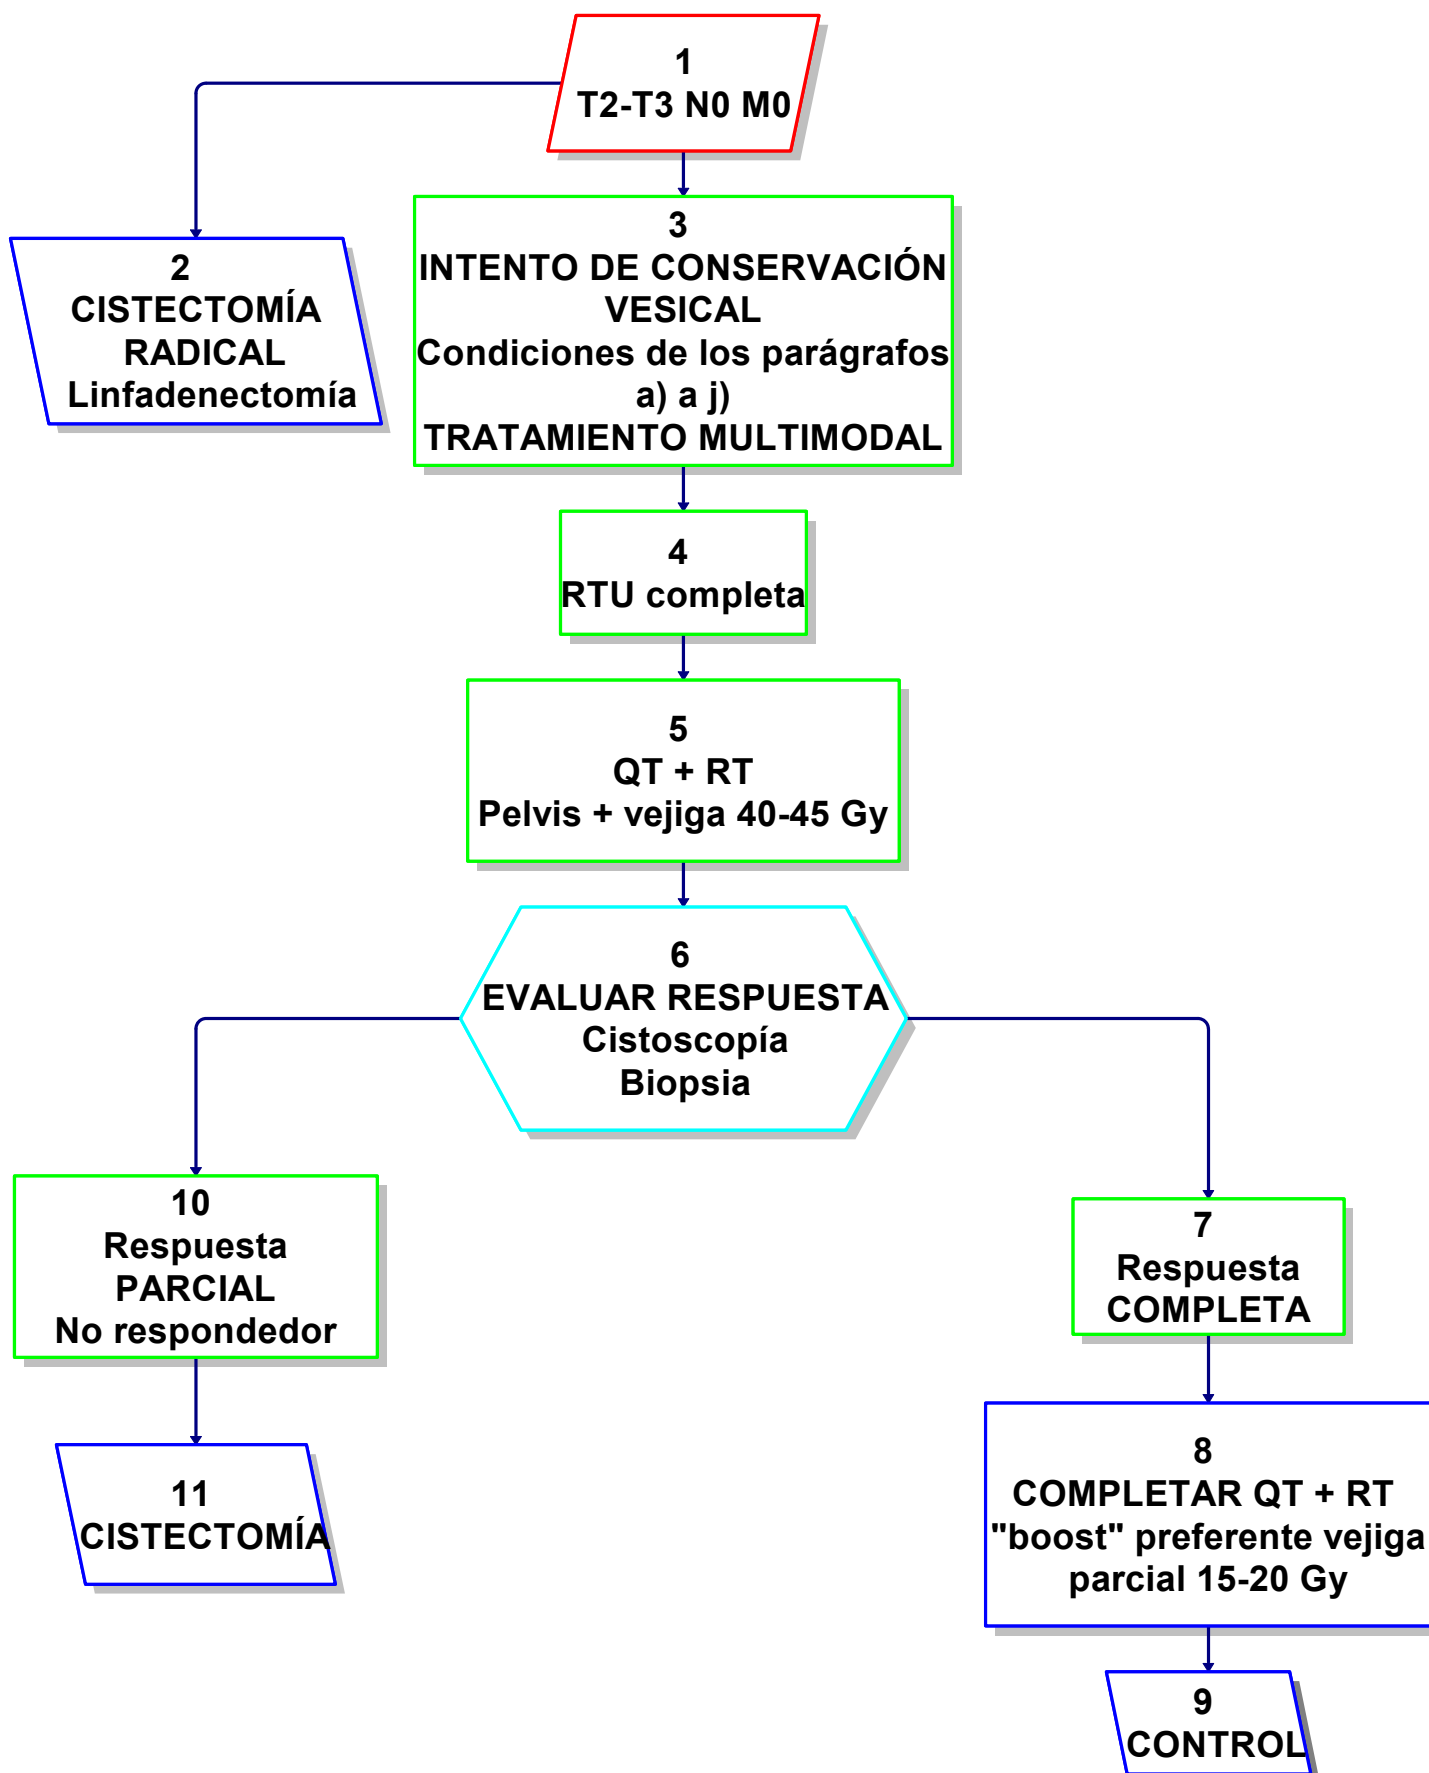 1
T2-T3 N0 M0
2
CISTECTOMÍA
RADICAL
Linfadenectomía
3
INTENTO DE CONSERVACIÓN
VESICAL
Condiciones de los parágrafos
a) a j)
TRATAMIENTO MULTIMODAL
4
RTU completa
5
QT + RT
Pelvis + vejiga 40-45 Gy
6
EVALUAR RESPUESTA
Cistoscopía
Biopsia
10
Respuesta
PARCIAL
No respondedor
7
Respuesta
COMPLETA
11
CISTECTOMÍA
8
COMPLETAR QT + RT
"boost" preferente vejiga
parcial 15-20 Gy
9
CONTROL